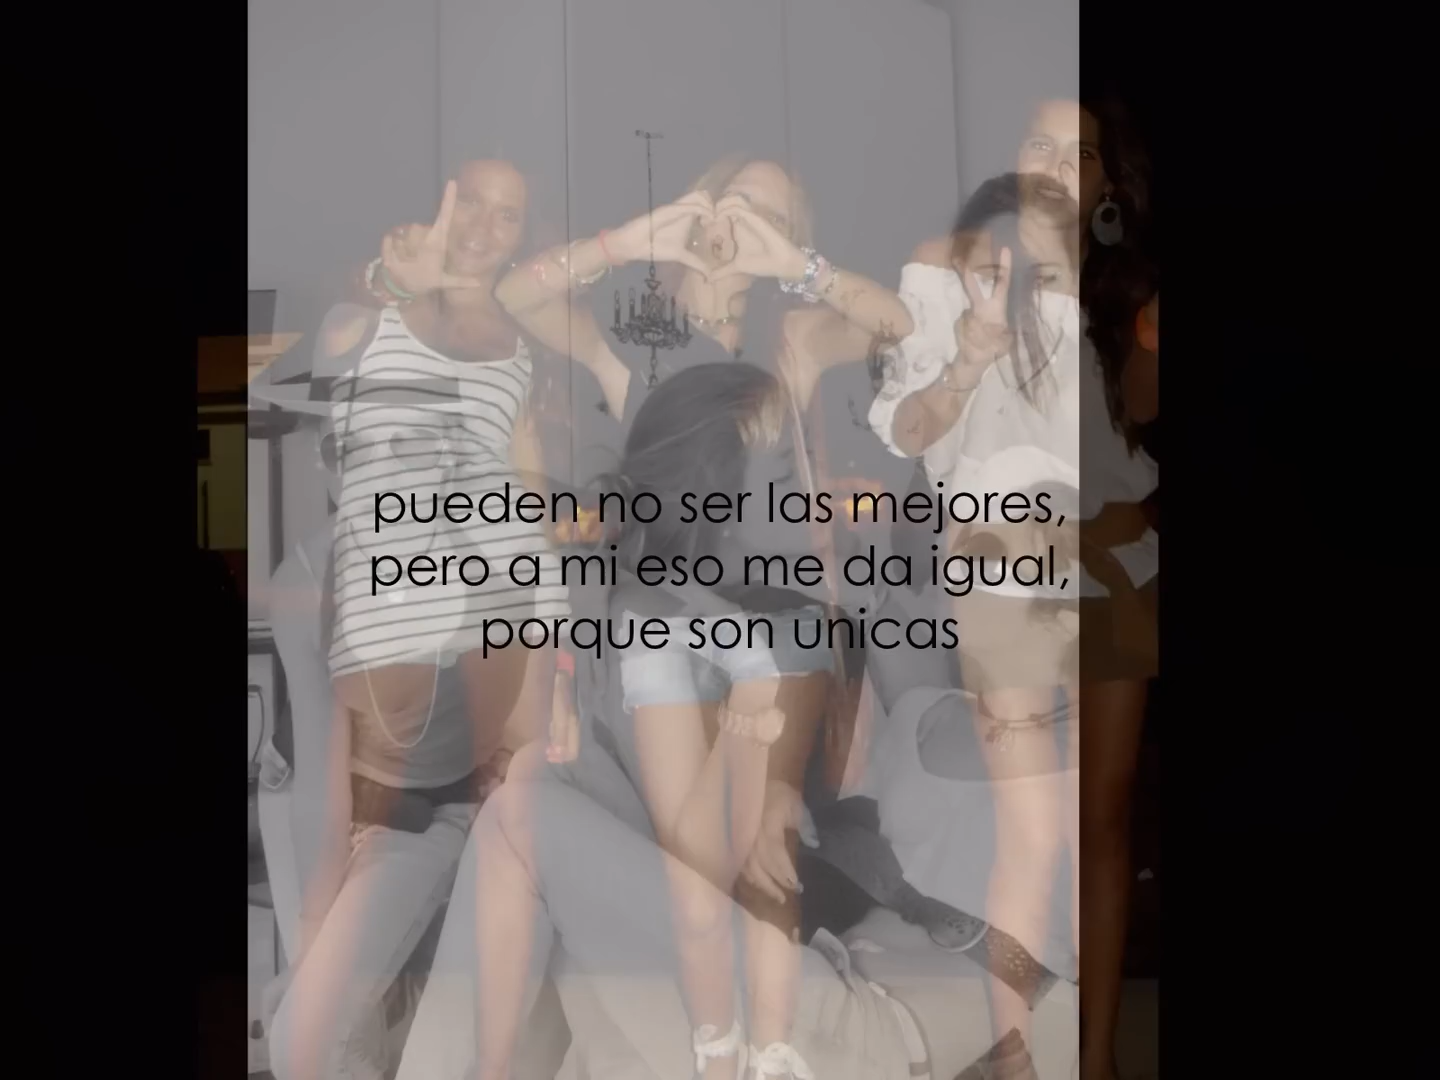 pueden no ser las mejores,
pero a mi eso me da igual,
porque son unicas